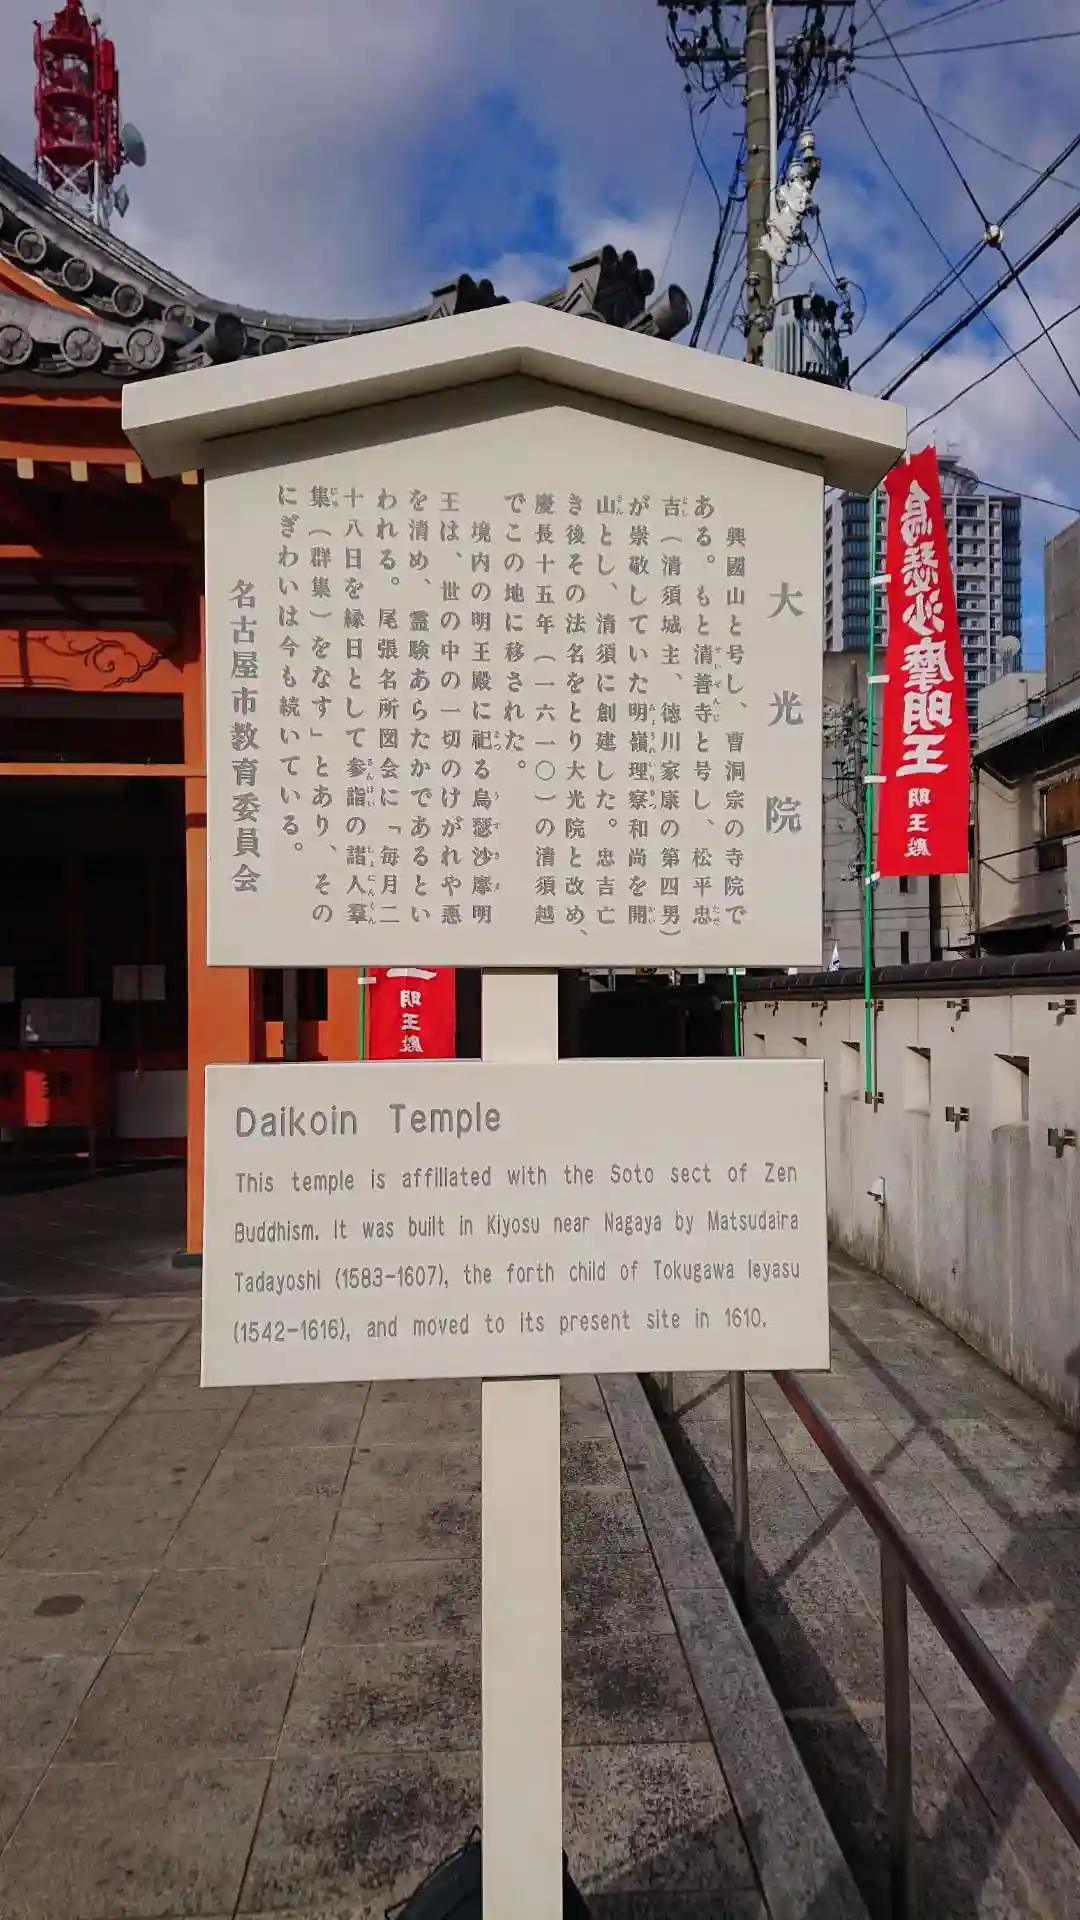 大光院
興國山と号し、曹洞宗の寺院で
ある。もと清善寺と号し、松平忠
吉(清須城主、徳川家康の第四男)
が崇敬していた明嶺理察和尚を開
山とし、清須に創建した。忠吉亡
き後その法名をとり大光院と改め、
慶長十五年(一六一〇)の清須越
でこの地に移された。
境内の明王殿に祀る烏瑟沙摩明
王は、世の中の一切のけがれや悪
を清め、霊験あらたかであるとい
われる。尾張名所図会に「毎月二
十八日を縁日として参詣の諸人羣
集(群集)をなす」とあり、その
にぎわいは今も続いている。
名古屋市教育委員会
烏瑟沙摩明王 明王殿
王 明王殿
Daikoin Temple
This temple is affiliated with the Soto sect of Zen
Buddhism. It was built in Kiyosu near Nagaya by Matsudaira
Tadayoshi (1583-1607), the forth child of Tokugawa Ieyasu
(1542-1616), and moved to its present site in 1610.